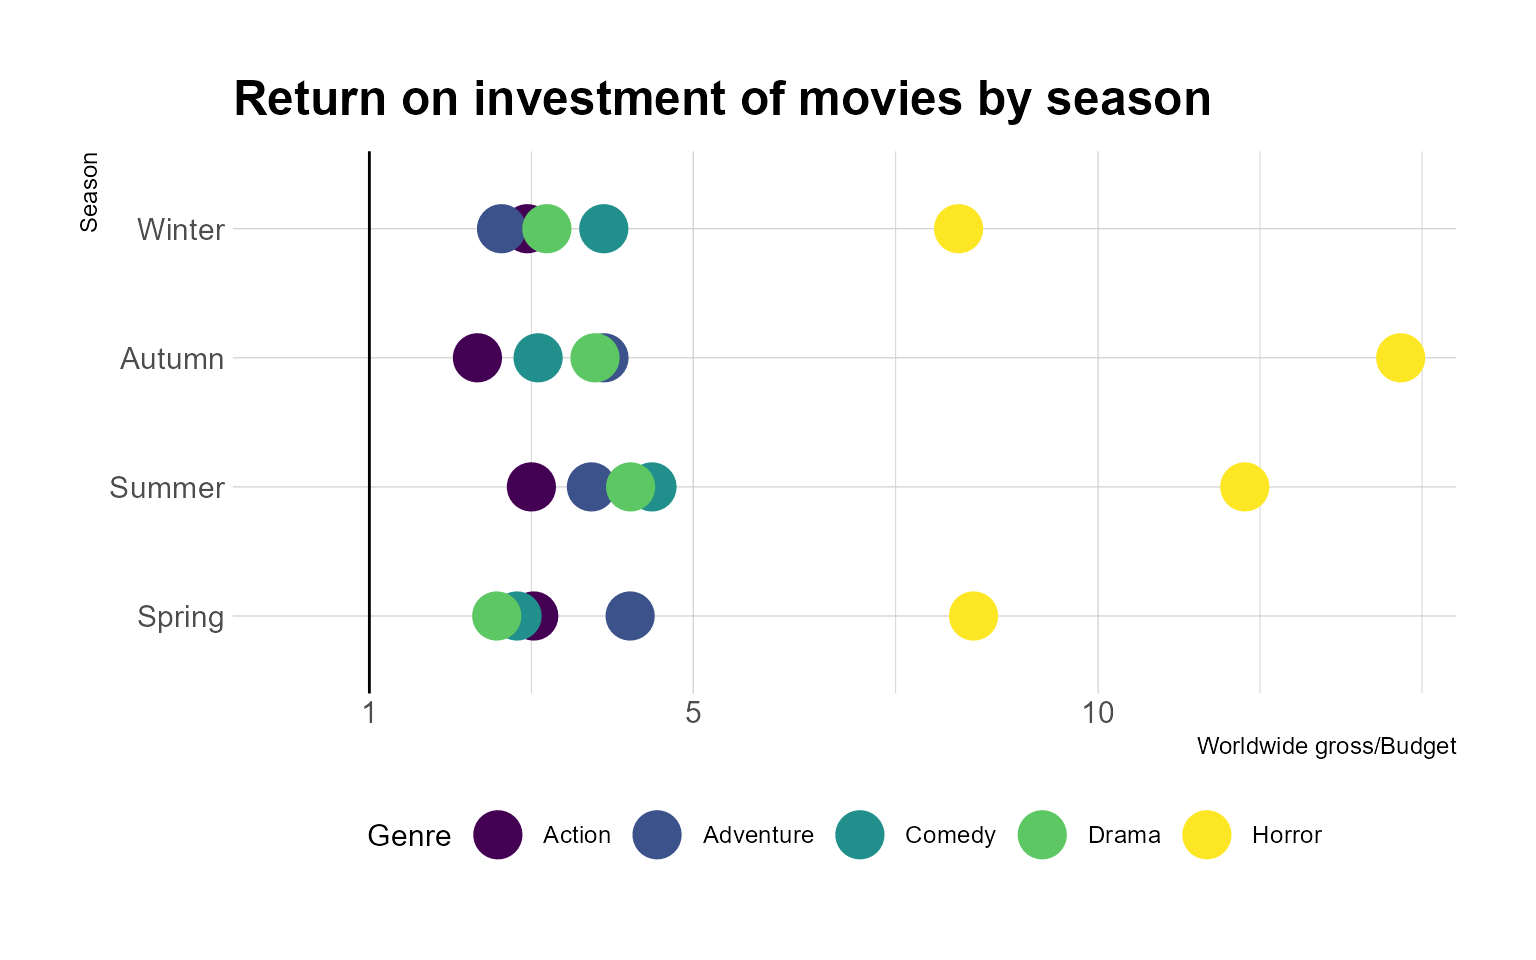 Return on investment of movies by season
Season
Winter
Autumn
Summer
Spring
1 5 10
Worldwide gross/Budget
Genre Action Adventure Comedy Drama Horror